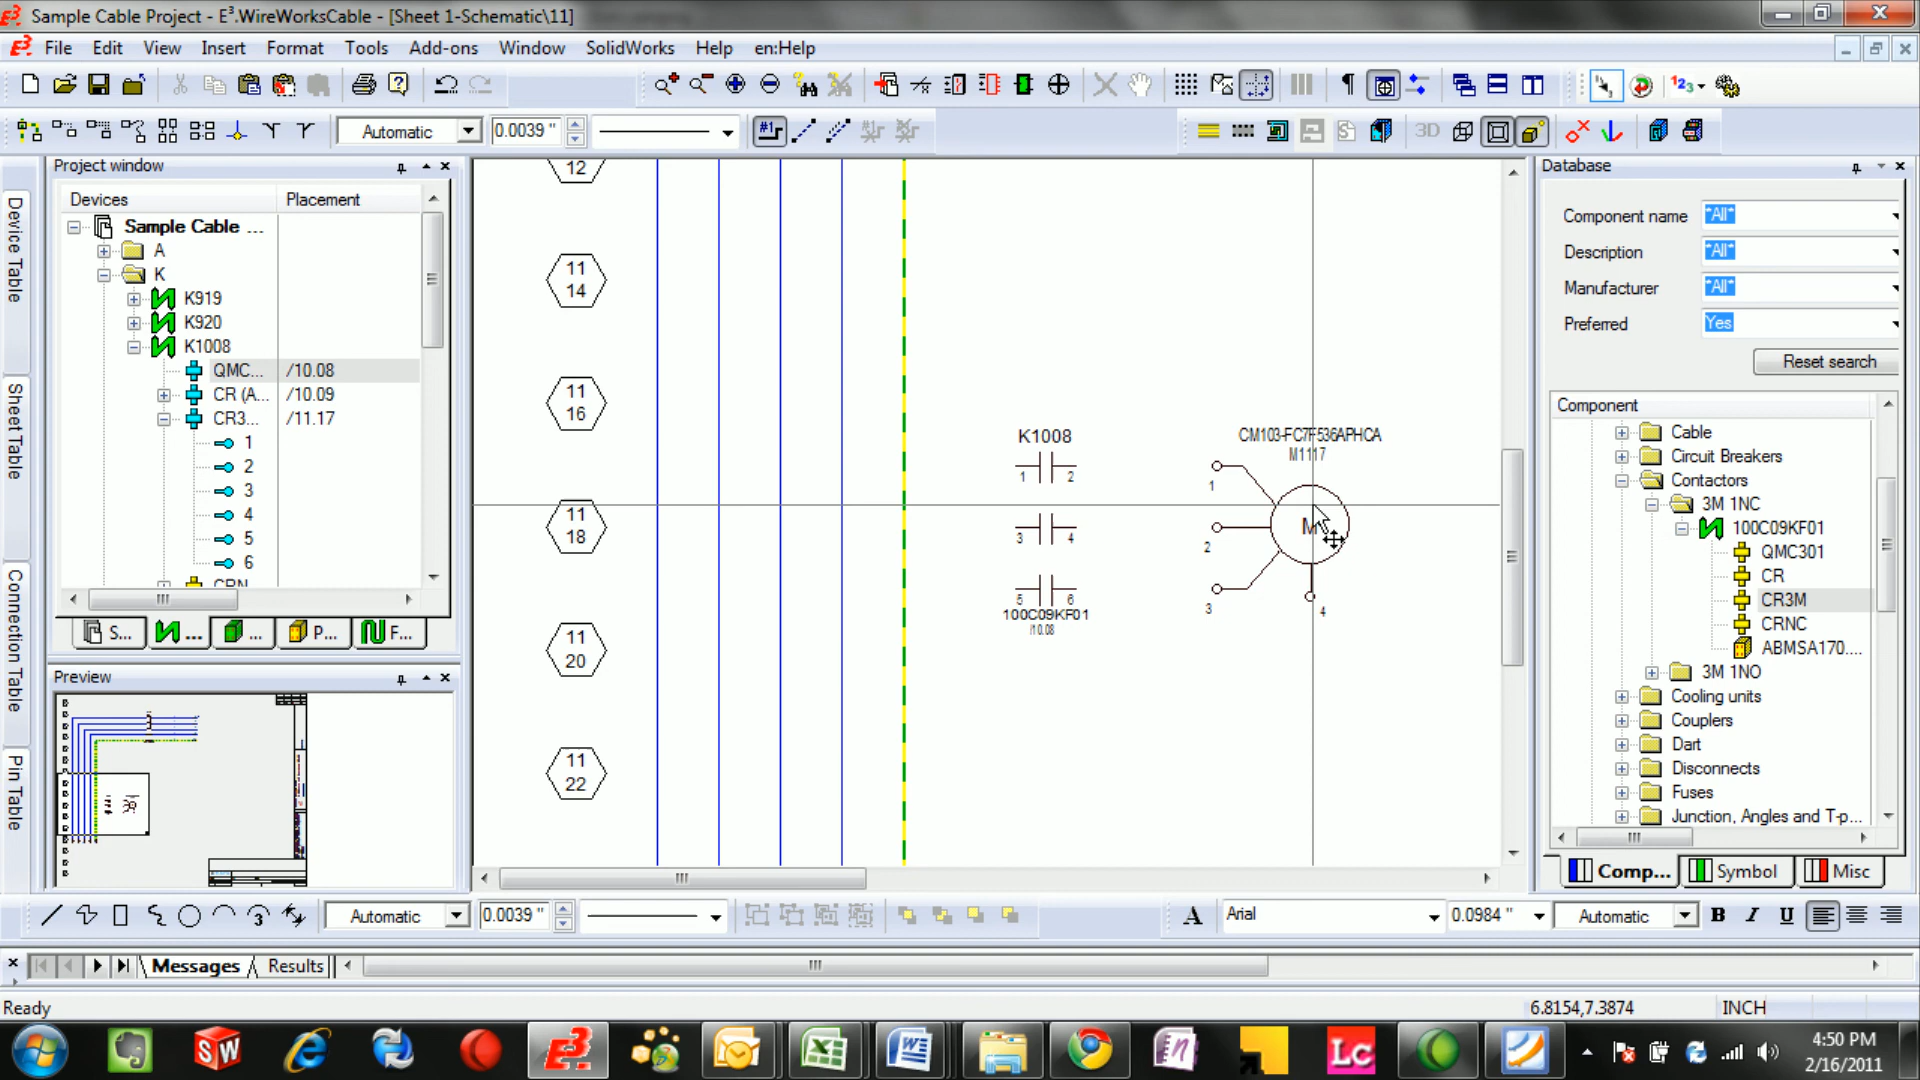 Sample Cable Project - E³.WireWorksCable - [Sheet 1-Schematic\11]
File Edit View Insert Format Tools Add-ons Window SolidWorks Help en:Help
Automatic 0.0039 " 3D
Project window
Devices Placement
Sample Cable ...
A
K
K919
K920
K1008
QMC... /10.08
CR (A... /10.09
CR3... /11.17
1
2
3
4
5
6
S... ... ... P... F...
Preview
Device Table
Sheet Table
Connection Table
Pin Table
12
11
14
11
16
11
18
11
20
11
22
K1008
1 2
3 4
5 6
100C09KF01
/10.08
CM103-FC7F536APHCA
M1117
1
2
3
4
M
Database
Component name *All*
Description *All*
Manufacturer *All*
Preferred Yes
Reset search
Component
Cable
Circuit Breakers
Contactors
3M 1NC
100C09KF01
QMC301
CR
CR3M
CRNC
ABMSA170....
3M 1NO
Cooling units
Couplers
Dart
Disconnects
Fuses
Junction, Angles and T-p...
Comp... Symbol Misc
Automatic 0.0039 " A Arial 0.0984 " Automatic B I U
Messages Results
Ready 6.8154,7.3874 INCH
SW Lc
4:50 PM
2/16/2011